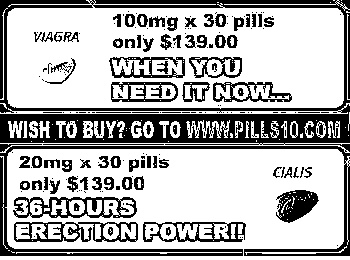 VIAGRA
100mg x 30 pills
only $139.00
WHEN YOU
NEED IT NOW...
WISH TO BUY? GO TO WWW.PILLS10.COM
20mg x 30 pills
only $139.00
CIALIS
36-HOURS
ERECTION POWER!!